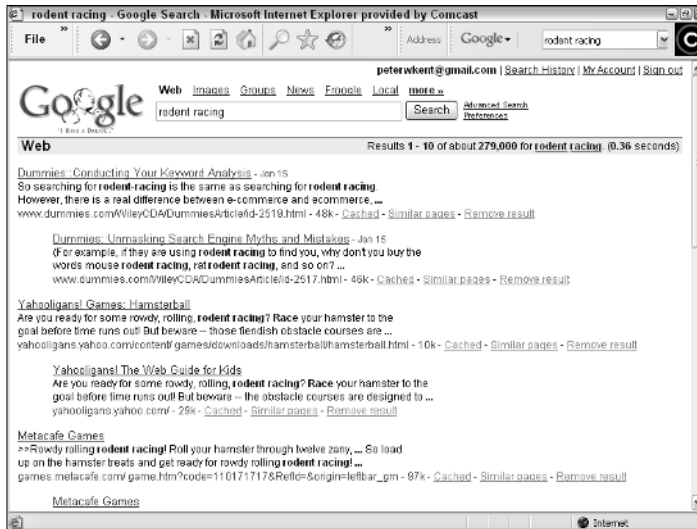 rodent racing - Google Search - Microsoft Internet Explorer provided by Comcast
File » » Address Google rodent racing
peterwkent@gmail.com | Search History | My Account | Sign out
Google
Web Images Groups News Froogle Local more »
rodent racing Search Advanced Search
Preferences
Web Results 1 - 10 of about 279,000 for rodent racing. (0.36 seconds)
Dummies::Conducting Your Keyword Analysis - Jan 15
So searching for rodent-racing is the same as searching for rodent racing.
However, there is a real difference between e-commerce and ecommerce, ...
www.dummies.com/WileyCDA/DummiesArticle/id-2519.html - 48k - Cached - Similar pages - Remove result
Dummies::Unmasking Search Engine Myths and Mistakes - Jan 15
(For example, if they are using rodent racing to find you, why don't you buy the
words mouse rodent racing, rat rodent racing, and so on? ...
www.dummies.com/WileyCDA/DummiesArticle/id-2517.html - 46k - Cached - Similar pages - Remove result
Yahooligans! Games: Hamsterball
Are you ready for some rowdy, rolling, rodent racing? Race your hamster to the
goal before time runs out! But beware -- those fiendish obstacle courses are ...
yahooligans.yahoo.com/content/games/downloads/hamsterball/hamsterball.html - 10k - Cached - Similar pages - Remove result
Yahooligans! The Web Guide for Kids
Are you ready for some rowdy, rolling, rodent racing? Race your hamster to the
goal before time runs out! But beware -- the obstacle courses are designed to ...
yahooligans.yahoo.com/ - 29k - Cached - Similar pages - Remove result
Metacafe Games
>>Rowdy rolling rodent racing! Roll your hamster through twelve zany, ... So load
up on the hamster treats and get ready for rowdy rolling rodent racing! ...
games.metacafe.com/game.htm?code=110171717&RefId=&origin=leftbar_gm - 97k - Cached - Similar pages - Remove result
Metacafe Games
Internet